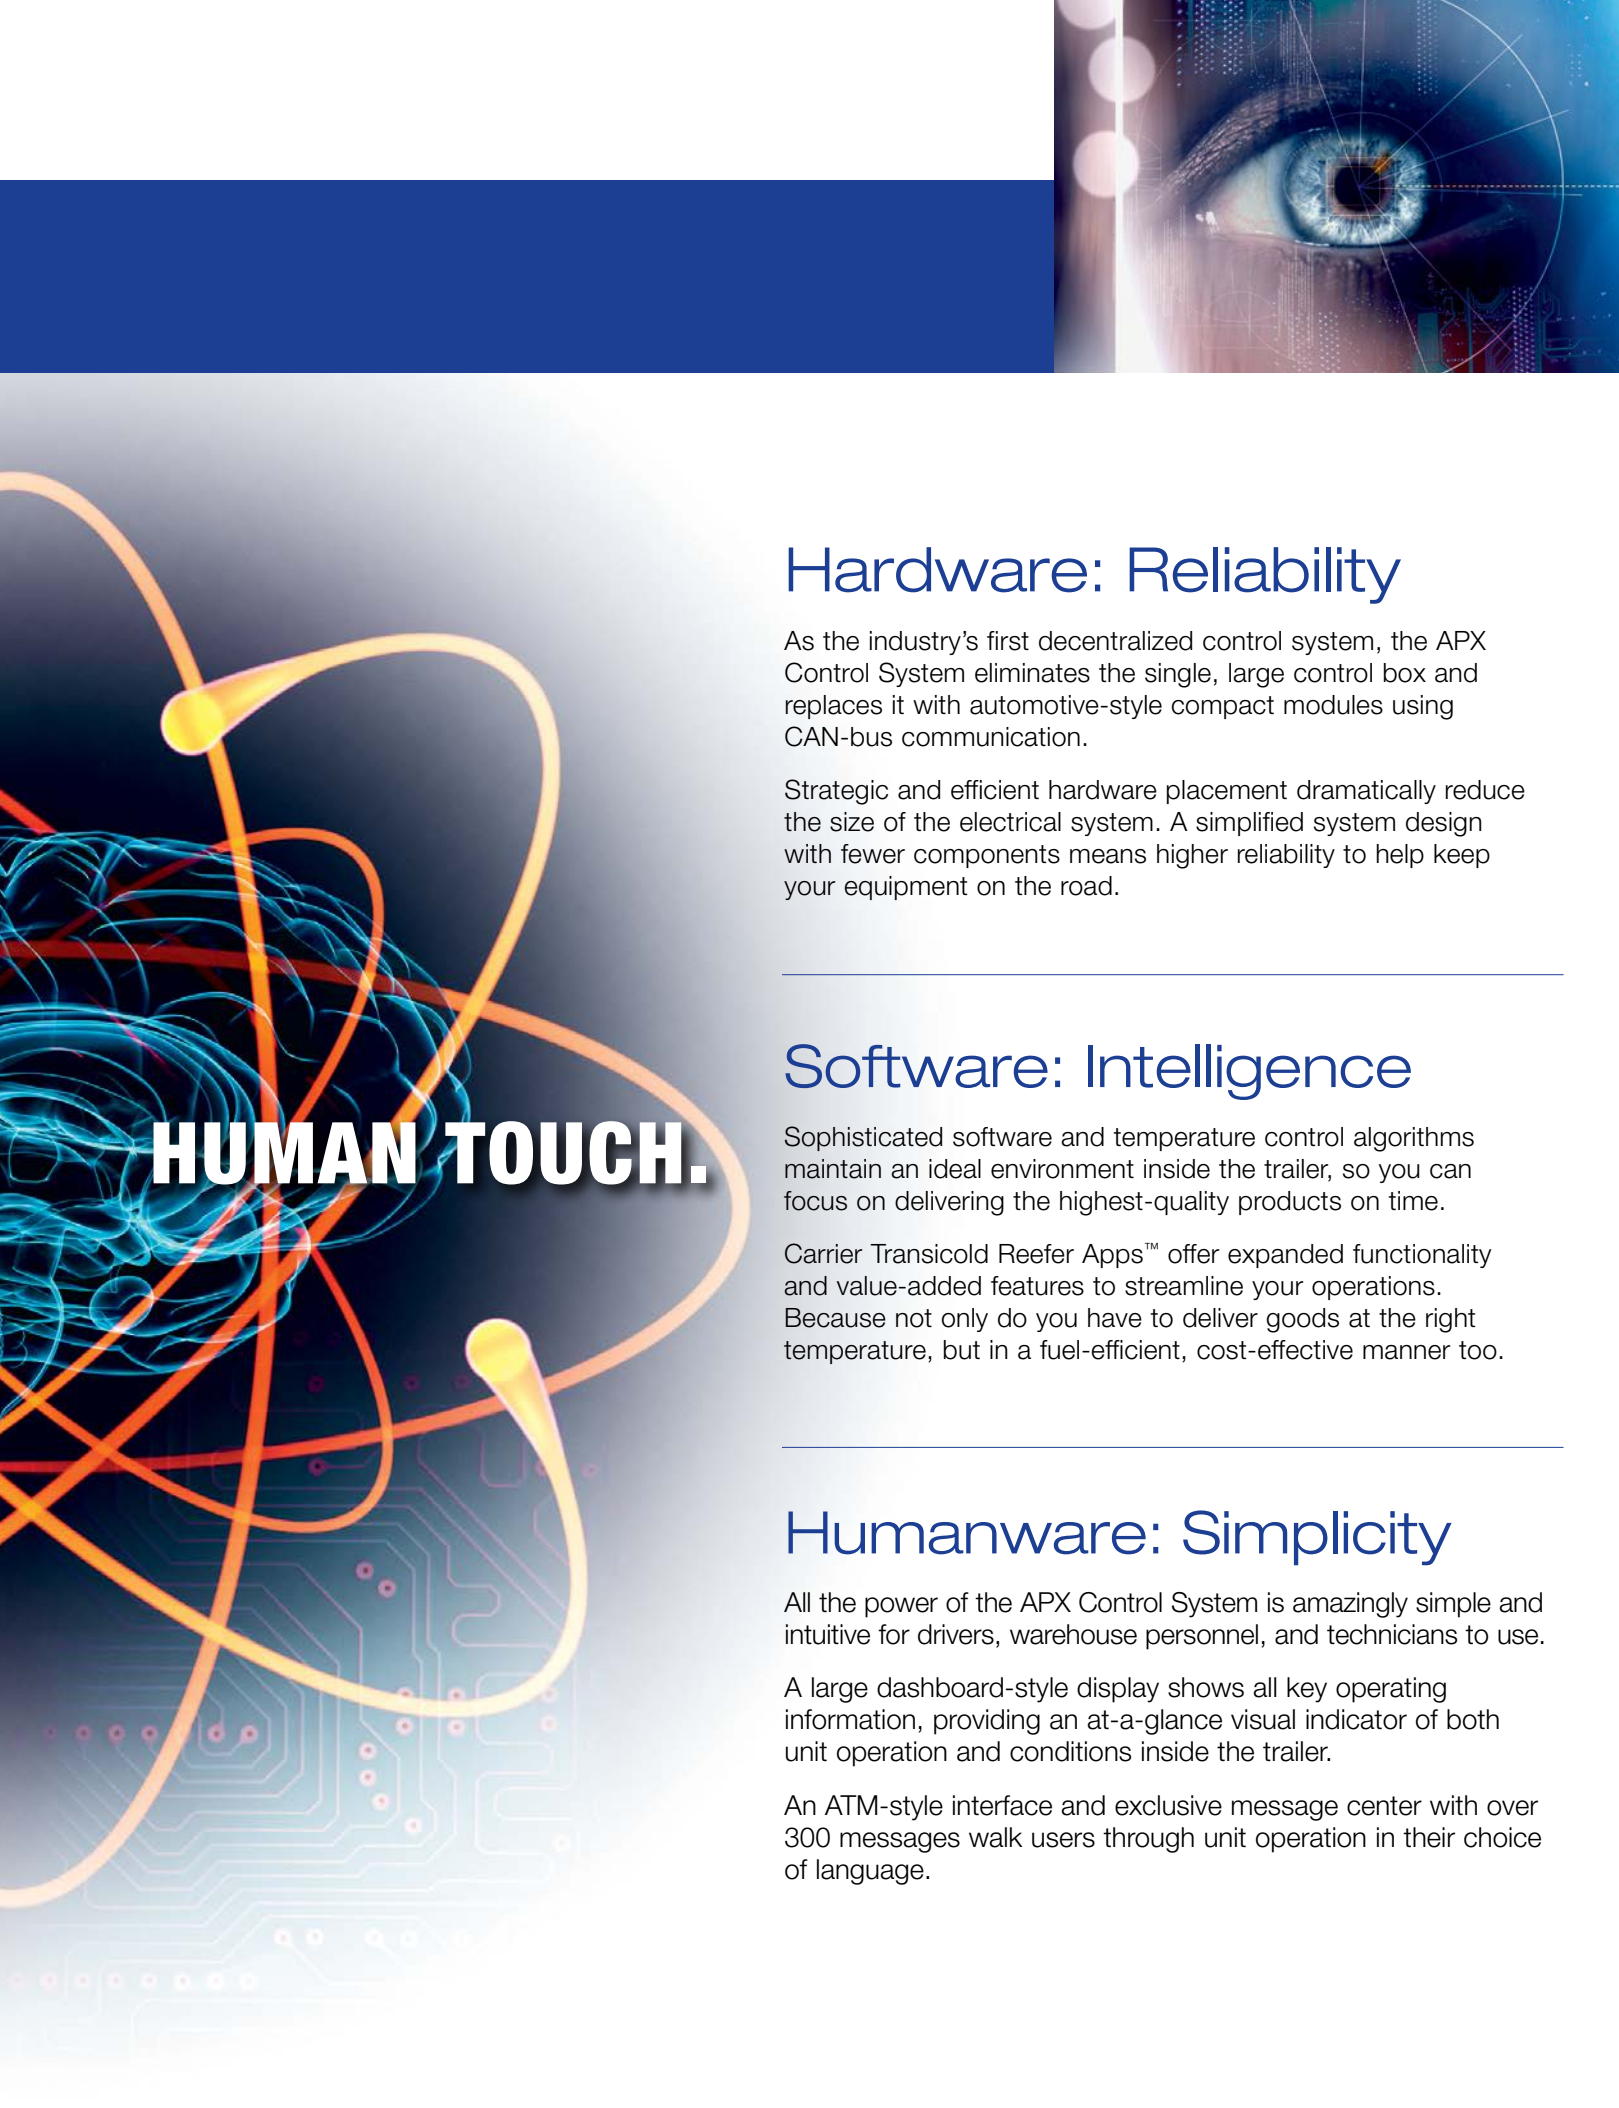 Hardware: Reliability
As the industry’s first decentralized control system, the APX
Control System eliminates the single, large control box and
replaces it with automotive-style compact modules using
CAN-bus communication.
Strategic and efficient hardware placement dramatically reduce
the size of the electrical system. A simplified system design
with fewer components means higher reliability to help keep
your equipment on the road.
HUMAN TOUCH.
Software: Intelligence
Sophisticated software and temperature control algorithms
maintain an ideal environment inside the trailer, so you can
focus on delivering the highest-quality products on time.
Carrier Transicold Reefer Apps™ offer expanded functionality
and value-added features to streamline your operations.
Because not only do you have to deliver goods at the right
temperature, but in a fuel-efficient, cost-effective manner too.
Humanware: Simplicity
All the power of the APX Control System is amazingly simple and
intuitive for drivers, warehouse personnel, and technicians to use.
A large dashboard-style display shows all key operating
information, providing an at-a-glance visual indicator of both
unit operation and conditions inside the trailer.
An ATM-style interface and exclusive message center with over
300 messages walk users through unit operation in their choice
of language.